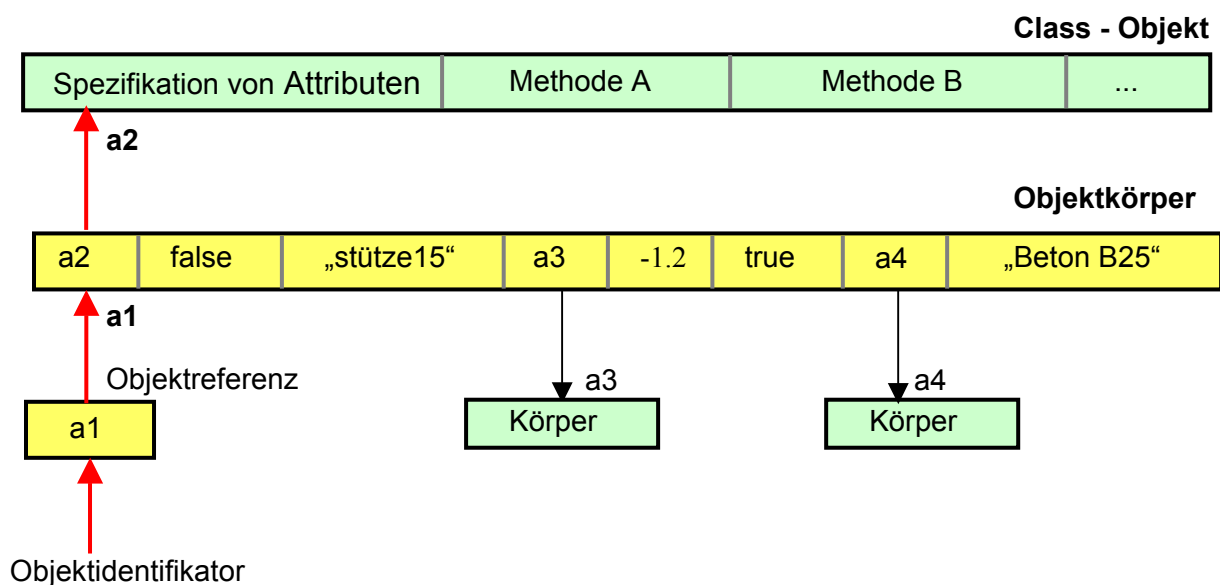 Class - Objekt
Spezifikation von Attributen Methode A Methode B ...
a2
Objektkörper
a2 false „stütze15“ a3 -1.2 true a4 „Beton B25“
a1
Objektreferenz a3 a4
a1 Körper Körper
Objektidentifikator